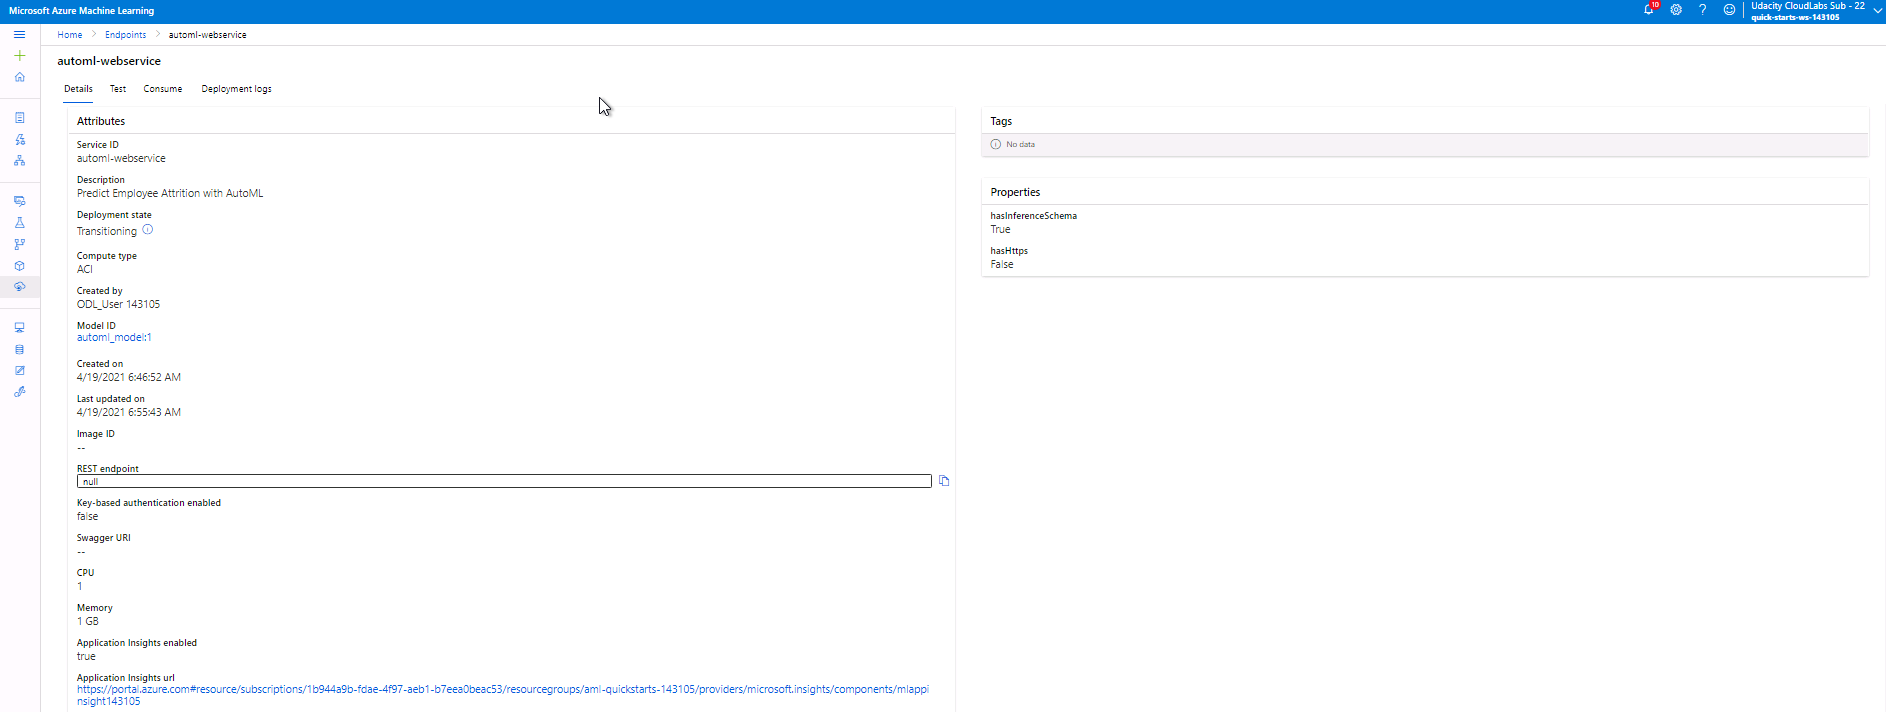 Microsoft Azure Machine Learning
10
?
Udacity CloudLabs Sub - 22
quick-starts-ws-143105
Home > Endpoints > automl-webservice
automl-webservice
Details Test Consume Deployment logs
Attributes
Service ID
automl-webservice
Description
Predict Employee Attrition with AutoML
Deployment state
Transitioning
Compute type
ACI
Created by
ODL_User 143105
Model ID
automl_model:1
Created on
4/19/2021 6:46:52 AM
Last updated on
4/19/2021 6:55:43 AM
Image ID
--
REST endpoint
null
Key-based authentication enabled
false
Swagger URI
--
CPU
1
Memory
1 GB
Application Insights enabled
true
Application Insights url
https://portal.azure.com#resource/subscriptions/1b944a9b-fdae-4f97-aeb1-b7eea0beac53/resourcegroups/aml-quickstarts-143105/providers/microsoft.insights/components/mlappi
nsight143105
Tags
No data
Properties
hasInferenceSchema
True
hasHttps
False